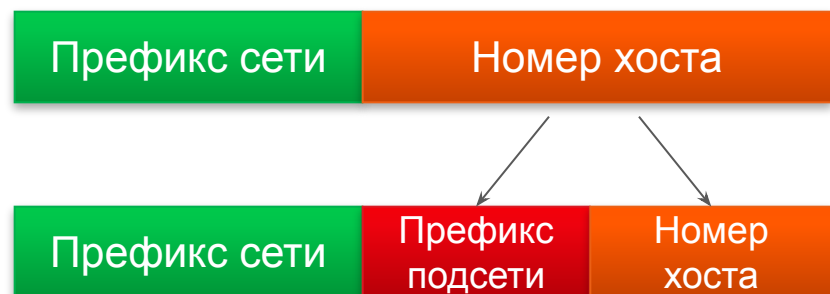 Префикс сети
Номер хоста
Префикс сети
Префикс
подсети
Номер
хоста